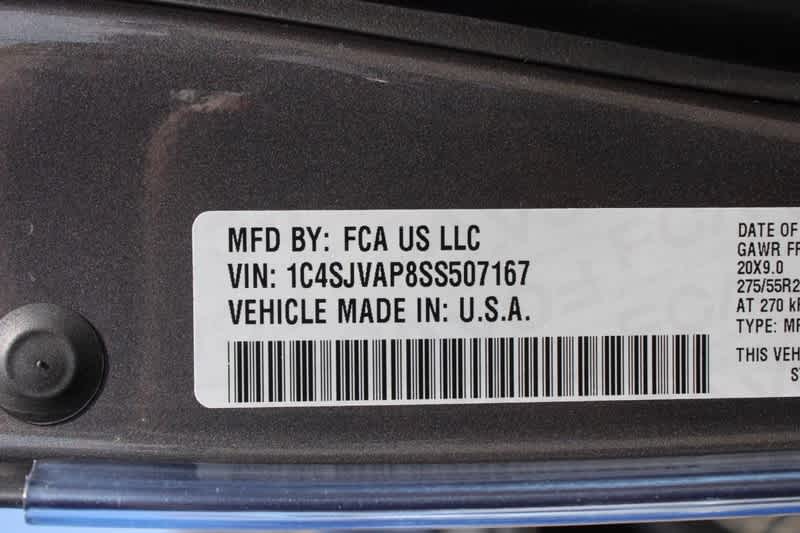 MFD BY: FCA US LLC
VIN: 1C4SJVAP8SS507167
VEHICLE MADE IN: U.S.A.
DATE OF
GAWR
20X9.0
275/55R2
AT 270
TYPE:
THIS